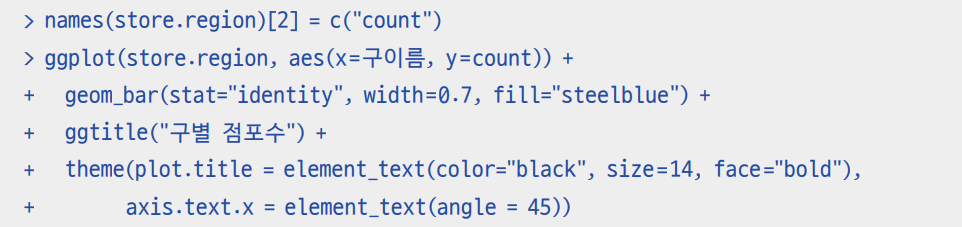 > names(store.region)[2] = c("count")
> ggplot(store.region, aes(x=구이름, y=count)) +
+   geom_bar(stat="identity", width=0.7, fill="steelblue") +
+   ggtitle("구별 점포수") +
+   theme(plot.title = element_text(color="black", size=14, face="bold"),
+         axis.text.x = element_text(angle = 45))